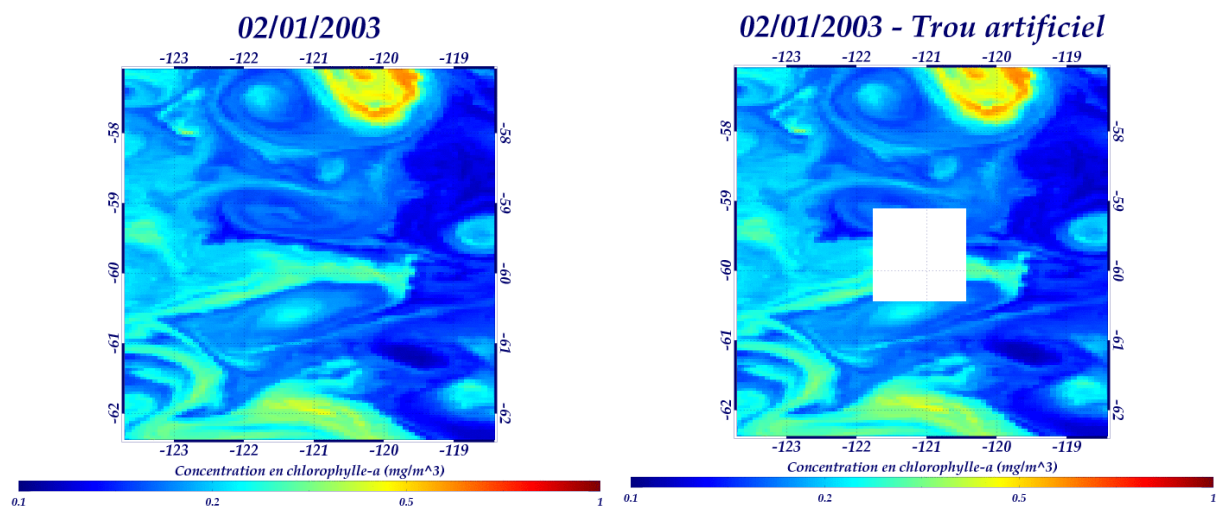 02/01/2003
-123 -122 -121 -120 -119
-58 -58
-59 -59
-60 -60
-61 -61
-62 -62
-123 -122 -121 -120 -119
Concentration en chlorophylle-a (mg/m^3)
0.1 0.2 0.5 1
02/01/2003 - Trou artificiel
-123 -122 -121 -120 -119
-58 -58
-59 -59
-60 -60
-61 -61
-62 -62
-123 -122 -121 -120 -119
Concentration en chlorophylle-a (mg/m^3)
0.1 0.2 0.5 1